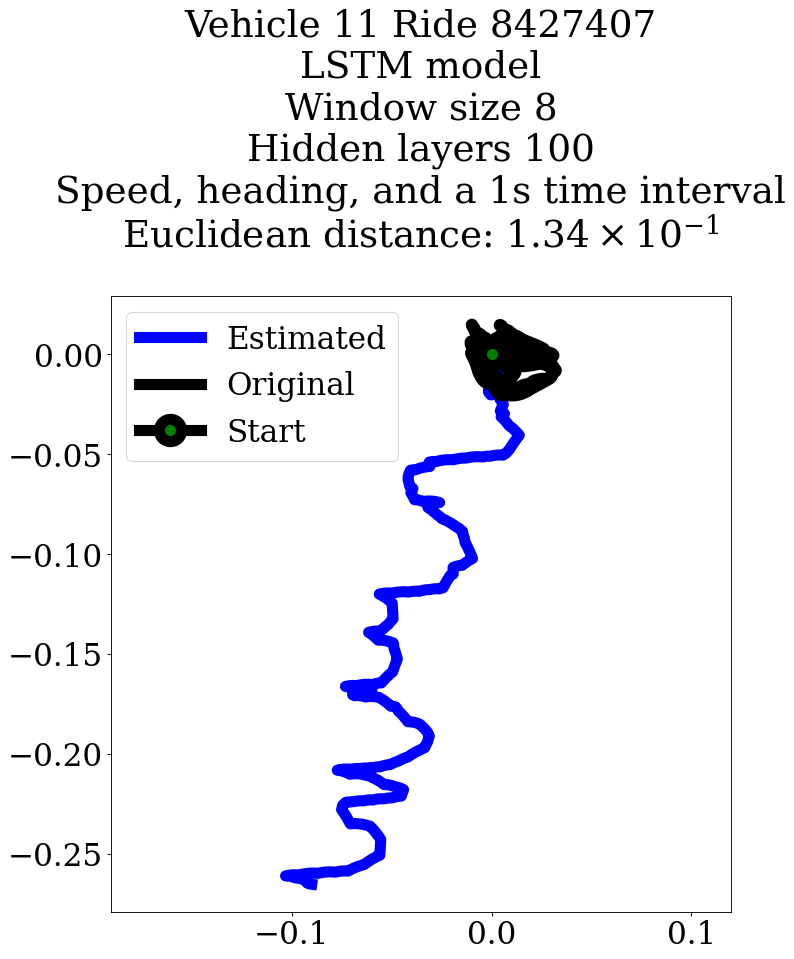 Vehicle 11 Ride 8427407
LSTM model
Window size 8
Hidden layers 100
Speed, heading, and a 1s time interval
Euclidean distance: 1.34 × 10⁻¹
Estimated
Original
Start
0.00
−0.05
−0.10
−0.15
−0.20
−0.25
−0.1 0.0 0.1